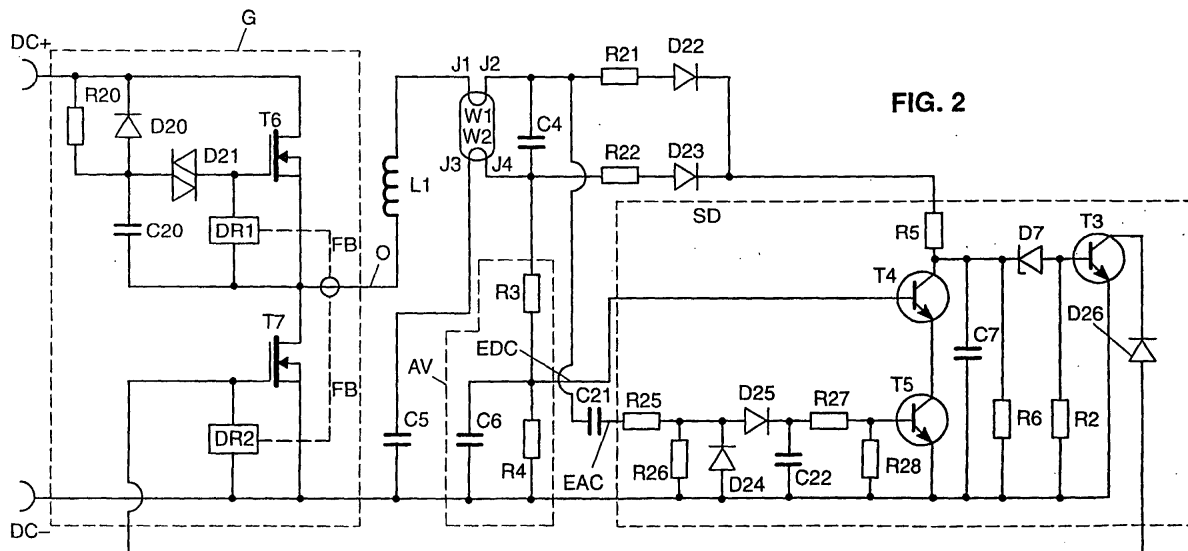 G
DC+
R20
D20
D21
T6
C20
DR1
FB
O
T7
FB
DR2
DC–
L1
J1 J2
W1
W2
J3 J4
C4
R21
D22
R22
D23
FIG. 2
SD
R5
D7
T3
T4
D26
C7
R3
EDC
AV
C21
R25
D25
R27
T5
R6
R2
C5
C6
R4
EAC
R26
D24
C22
R28